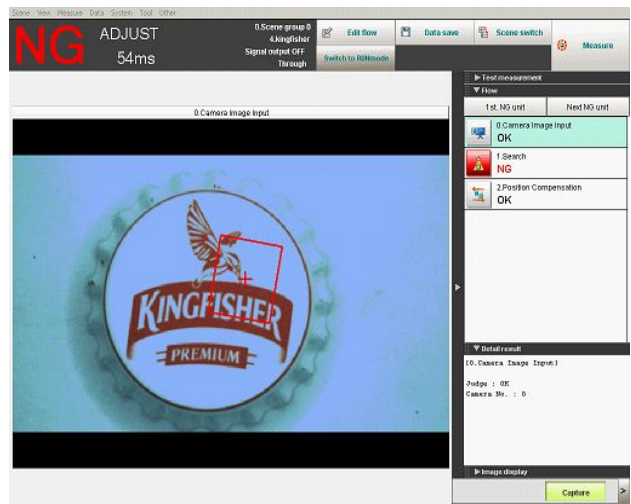 Scene View Measure Data System Tool Other
NG
ADJUST
54ms
0.Scene group 0
4.kingfisher
Signal output OFF
Through
Edit flow
Data save
Scene switch
Switch to RUNmode
Measure
▶Test measurement
▼Flow
1st. NG unit
Next NG unit
0.Camera Image Input
OK
1.Search
NG
2.Position Compensation
OK
0.Camera Image Input
KINGFISHER
PREMIUM
▼Detail result
[0.Camera Image Input]
Judge : OK
Camera No. : 0
▶Image display
Capture
>